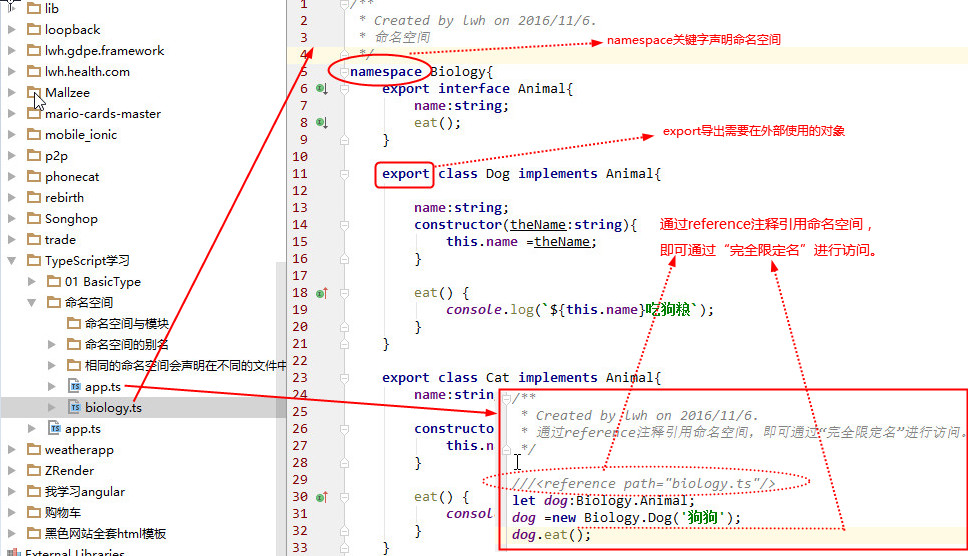 lib
loopback
lwh.gdpe.framework
lwh.health.com
Mallzee
mario-cards-master
mobile_ionic
p2p
phonecat
rebirth
Songhop
trade
TypeScript学习
01 BasicType
命名空间
命名空间与模块
命名空间的别名
相同的命名空间会声明在不同的文件中
app.ts
biology.ts
app.ts
weatherapp
ZRender
我学习angular
购物车
黑色网站全套html模板
External Libraries
1 /**
2 * Created by lwh on 2016/11/6.
3 * 命名空间
4 */
5 namespace Biology{
6 export interface Animal{
7 name:string;
8 eat();
9 }
10
11 export class Dog implements Animal{
12
13 name:string;
14 constructor(theName:string){
15 this.name =theName;
16 }
17
18 eat() {
19 console.log(`${this.name}吃狗粮`);
20 }
21 }
22
23 export class Cat implements Animal{
24 name:strin
25
26 constructo
27 this.n
28 }
29
30 eat() {
31 consol
32 }
33 }
namespace关键字声明命名空间
export导出需要在外部使用的对象
通过reference注释引用命名空间，
即可通过“完全限定名”进行访问。
/**
* Created by lwh on 2016/11/6.
* 通过reference注释引用命名空间，即可通过“完全限定名”进行访问。
*/
///<reference path="biology.ts"/>
let dog:Biology.Animal;
dog =new Biology.Dog('狗狗');
dog.eat();